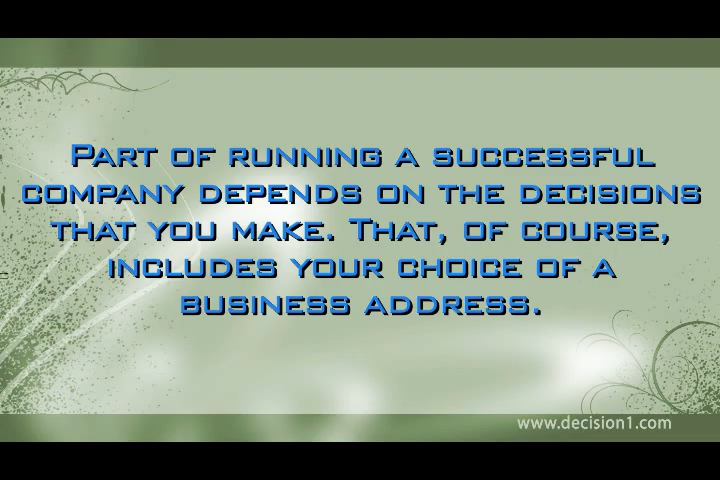 Part of running a successful
company depends on the decisions
that you make. That, of course,
includes your choice of a
business address.
www.decision1.com